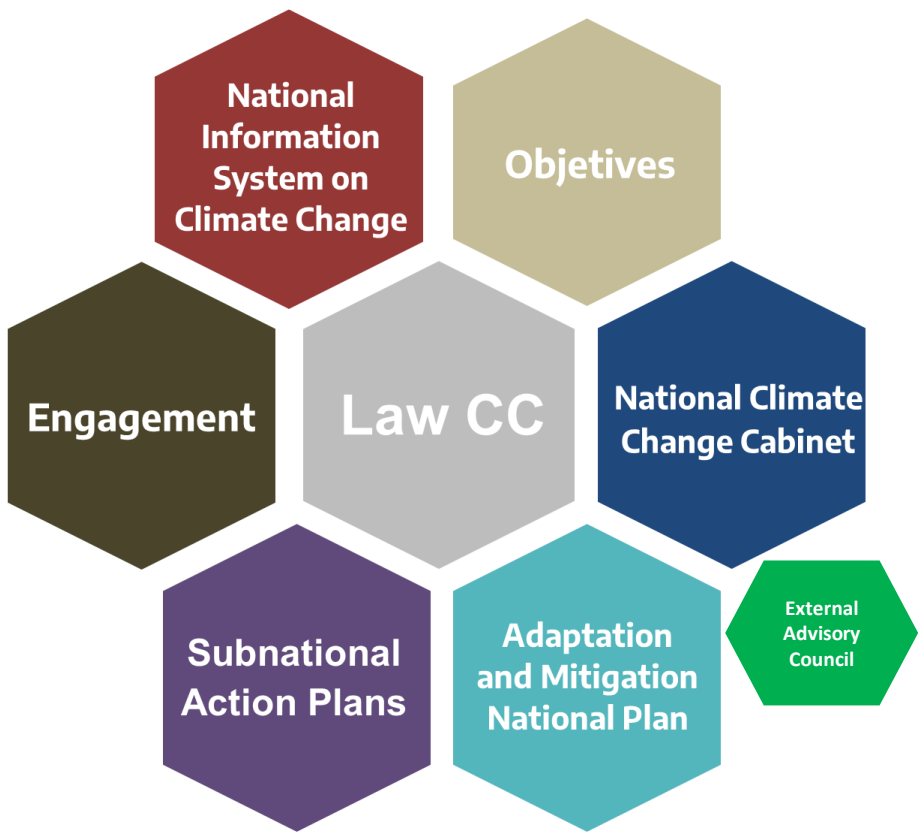 National
Information
System on
Climate Change
Objetives
Engagement
Law CC
National Climate
Change Cabinet
Subnational
Action Plans
Adaptation
and Mitigation
National Plan
External
Advisory
Council